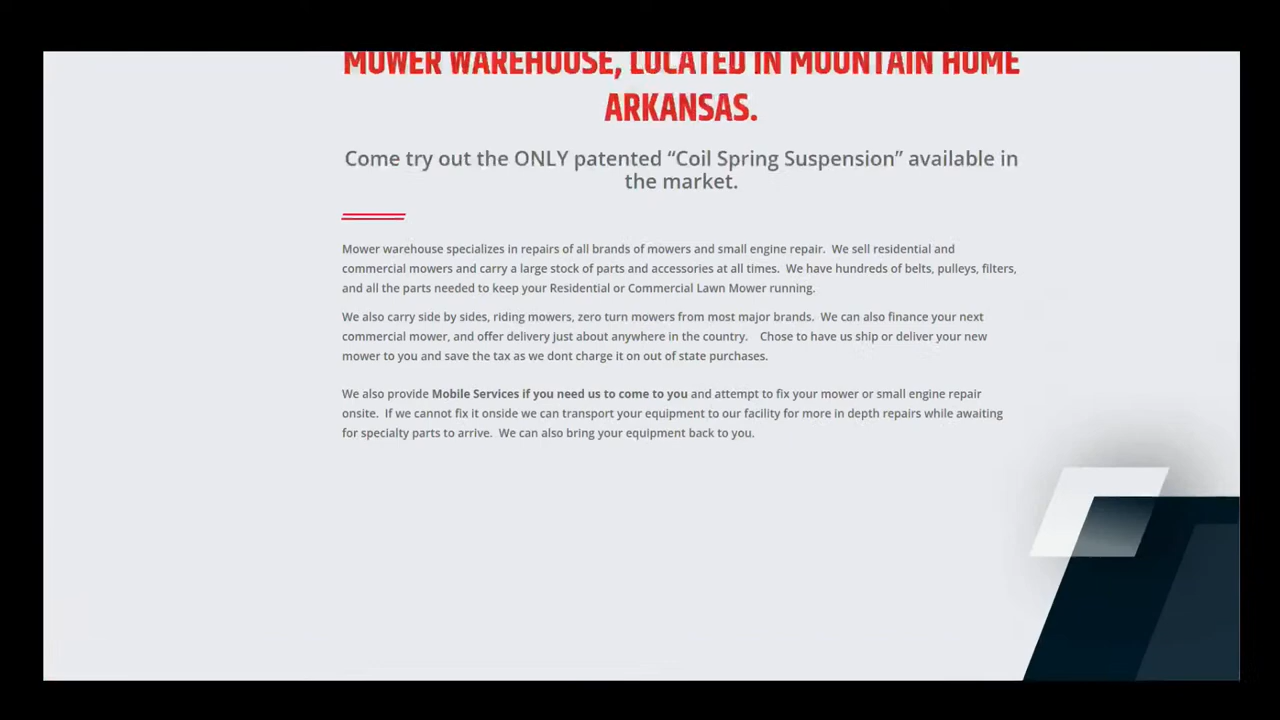 MOWER WAREHOUSE, LOCATED IN MOUNTAIN HOME
ARKANSAS.
Come try out the ONLY patented “Coil Spring Suspension” available in
the market.
Mower warehouse specializes in repairs of all brands of mowers and small engine repair.  We sell residential and
commercial mowers and carry a large stock of parts and accessories at all times.  We have hundreds of belts, pulleys, filters,
and all the parts needed to keep your Residential or Commercial Lawn Mower running.
We also carry side by sides, riding mowers, zero turn mowers from most major brands.  We can also finance your next
commercial mower, and offer delivery just about anywhere in the country.    Chose to have us ship or deliver your new
mower to you and save the tax as we dont charge it on out of state purchases.
We also provide Mobile Services if you need us to come to you and attempt to fix your mower or small engine repair
onsite.  If we cannot fix it onside we can transport your equipment to our facility for more in depth repairs while awaiting
for specialty parts to arrive.  We can also bring your equipment back to you.